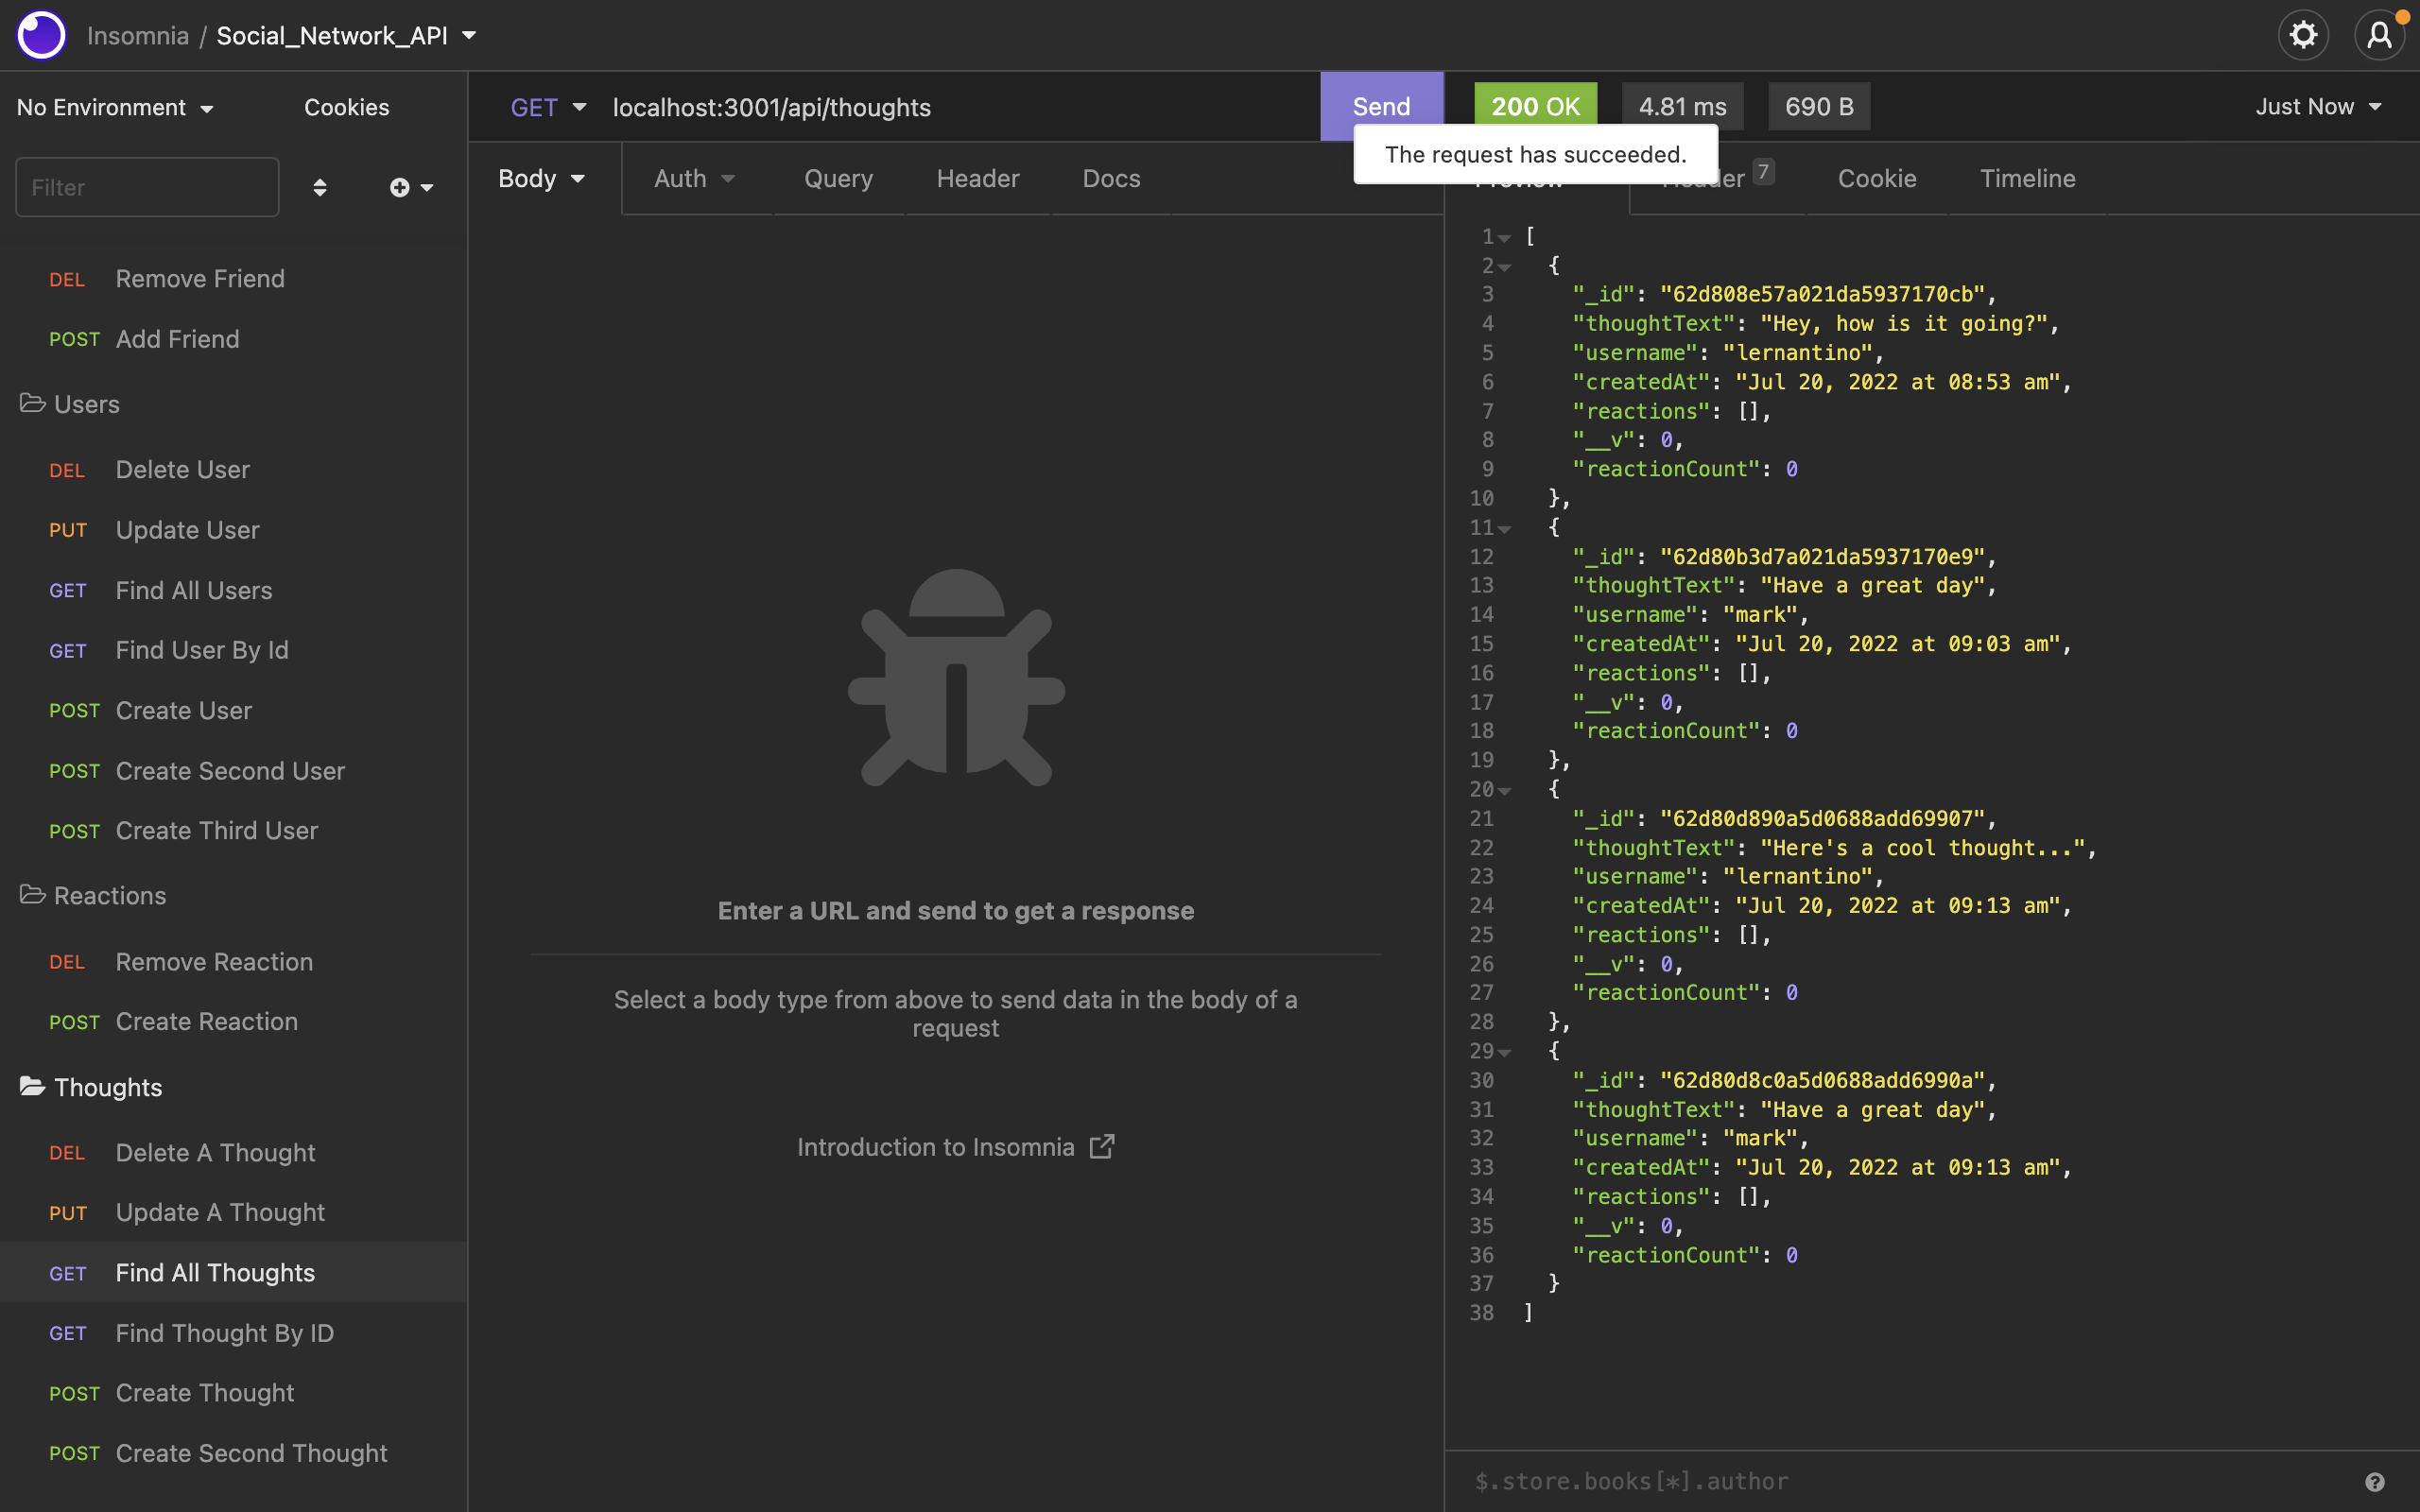 Insomnia / Social_Network_API
No Environment
Cookies
Filter
DEL Remove Friend
POST Add Friend
Users
DEL Delete User
PUT Update User
GET Find All Users
GET Find User By Id
POST Create User
POST Create Second User
POST Create Third User
Reactions
DEL Remove Reaction
POST Create Reaction
Thoughts
DEL Delete A Thought
PUT Update A Thought
GET Find All Thoughts
GET Find Thought By ID
POST Create Thought
POST Create Second Thought
GET localhost:3001/api/thoughts Send
Body Auth Query Header Docs
Enter a URL and send to get a response
Select a body type from above to send data in the body of a
request
Introduction to Insomnia
200 OK 4.81 ms 690 B Just Now
The request has succeeded.
7 Cookie Timeline
1 [
2 {
3 "_id": "62d808e57a021da5937170cb",
4 "thoughtText": "Hey, how is it going?",
5 "username": "lernantino",
6 "createdAt": "Jul 20, 2022 at 08:53 am",
7 "reactions": [],
8 "__v": 0,
9 "reactionCount": 0
10 },
11 {
12 "_id": "62d80b3d7a021da5937170e9",
13 "thoughtText": "Have a great day",
14 "username": "mark",
15 "createdAt": "Jul 20, 2022 at 09:03 am",
16 "reactions": [],
17 "__v": 0,
18 "reactionCount": 0
19 },
20 {
21 "_id": "62d80d890a5d0688add69907",
22 "thoughtText": "Here's a cool thought...",
23 "username": "lernantino",
24 "createdAt": "Jul 20, 2022 at 09:13 am",
25 "reactions": [],
26 "__v": 0,
27 "reactionCount": 0
28 },
29 {
30 "_id": "62d80d8c0a5d0688add6990a",
31 "thoughtText": "Have a great day",
32 "username": "mark",
33 "createdAt": "Jul 20, 2022 at 09:13 am",
34 "reactions": [],
35 "__v": 0,
36 "reactionCount": 0
37 }
38 ]
$.store.books[*].author